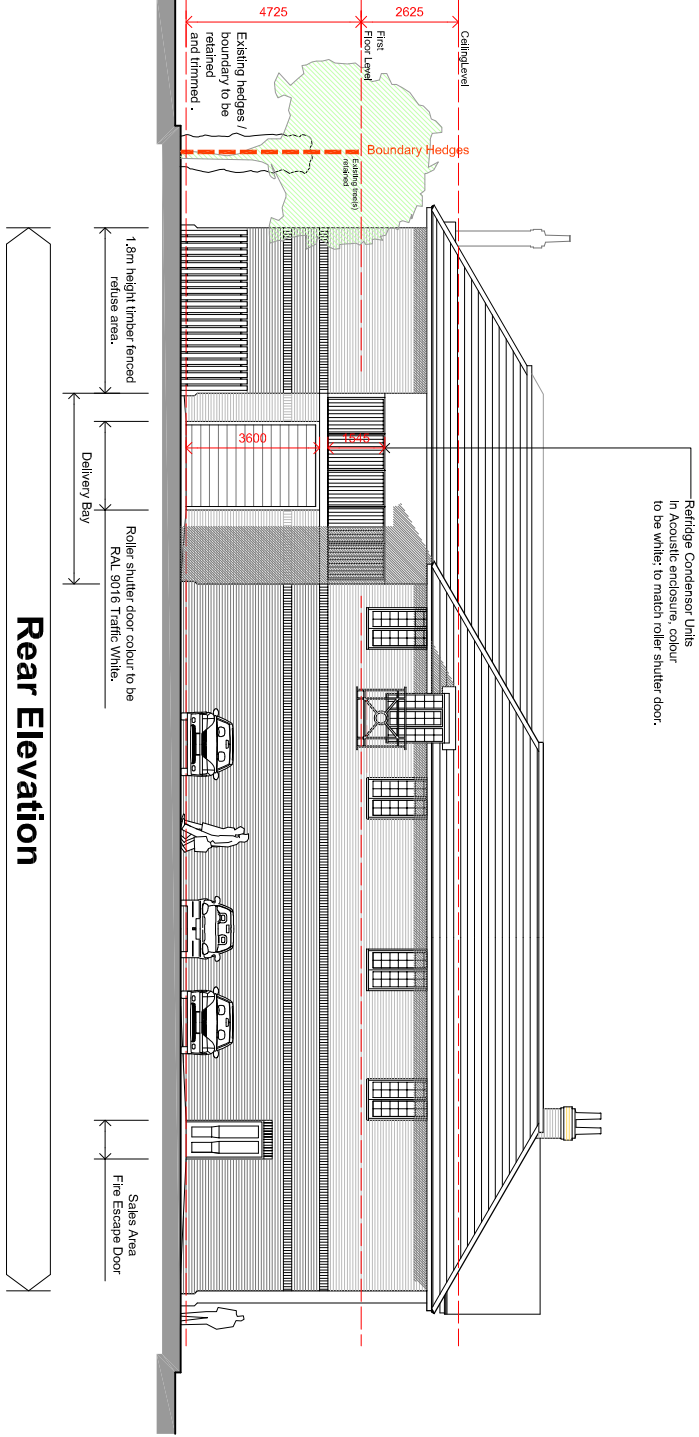 4725
2625
CeilingLevel
First
Floor Level
Existing hedges /
boundary to be
retained
and trimmed .
Boundary Hedges
Existing tree(s)
retained
Refridge Condensor Units
in Acoustic enclosure, colour
to be white; to match roller shutter door.
3600
1545
1.8m height timber fenced
refuse area.
Delivery Bay
Roller shutter door colour to be
RAL 9016 Traffic White.
Sales Area
Fire Escape Door
Rear Elevation